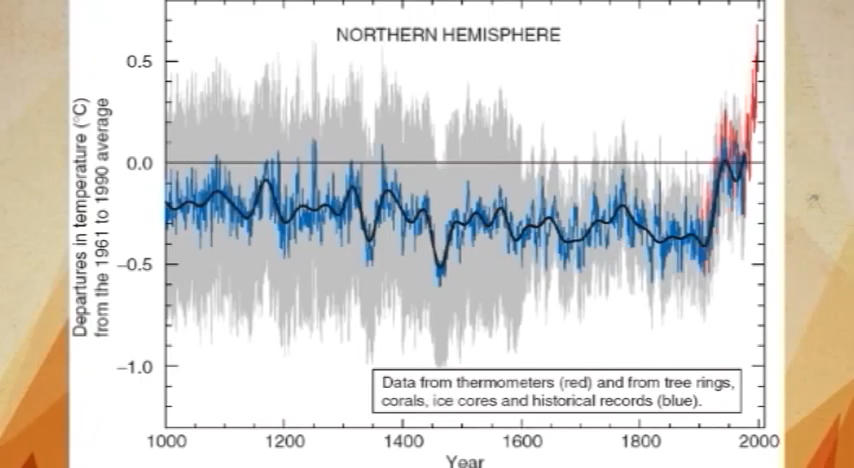 NORTHERN HEMISPHERE
Departures in temperature (°C)
from the 1961 to 1990 average
0.5
0.0
−0.5
−1.0
Data from thermometers (red) and from tree rings,
corals, ice cores and historical records (blue).
1000 1200 1400 1600 1800 2000
Year